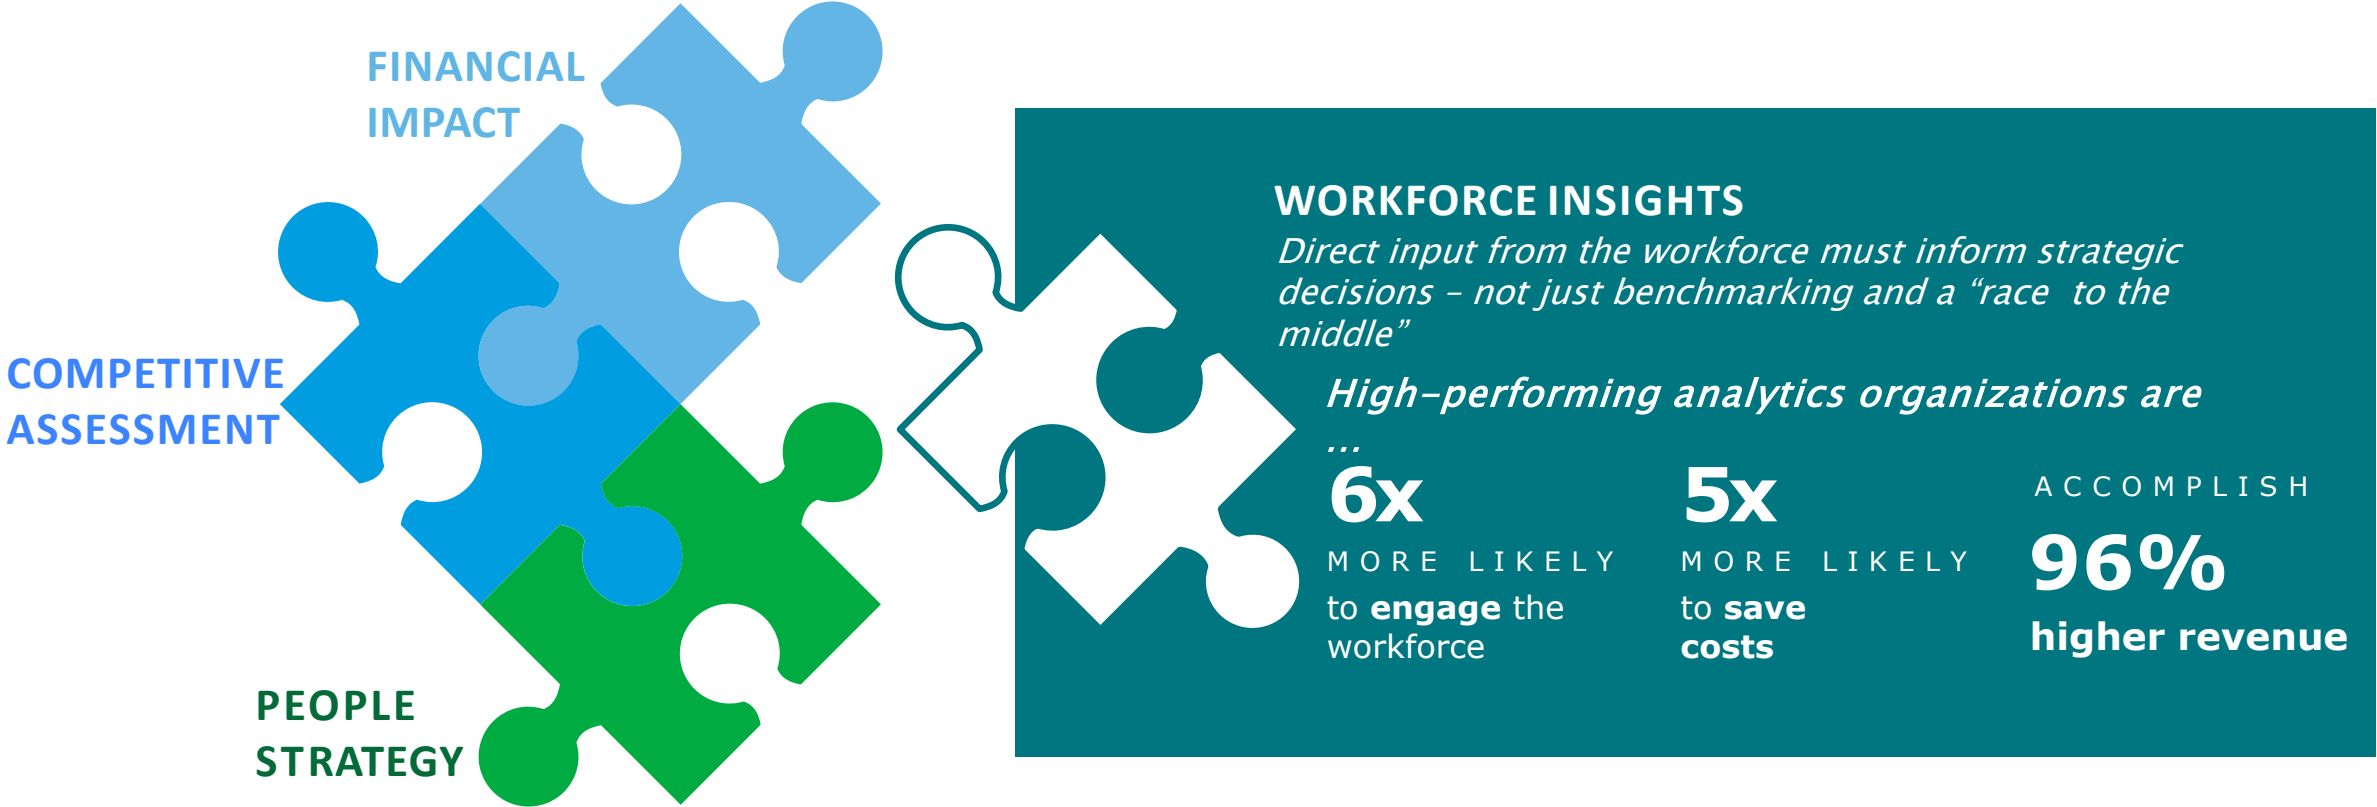 FINANCIAL
IMPACT
COMPETITIVE
ASSESSMENT
PEOPLE
STRATEGY
WORKFORCE INSIGHTS
Direct input from the workforce must inform strategic
decisions – not just benchmarking and a “race  to the
middle”
High-performing analytics organizations are
...
6x
MORE LIKELY
to engage the
workforce
5x
MORE LIKELY
to save
costs
ACCOMPLISH
96%
higher revenue